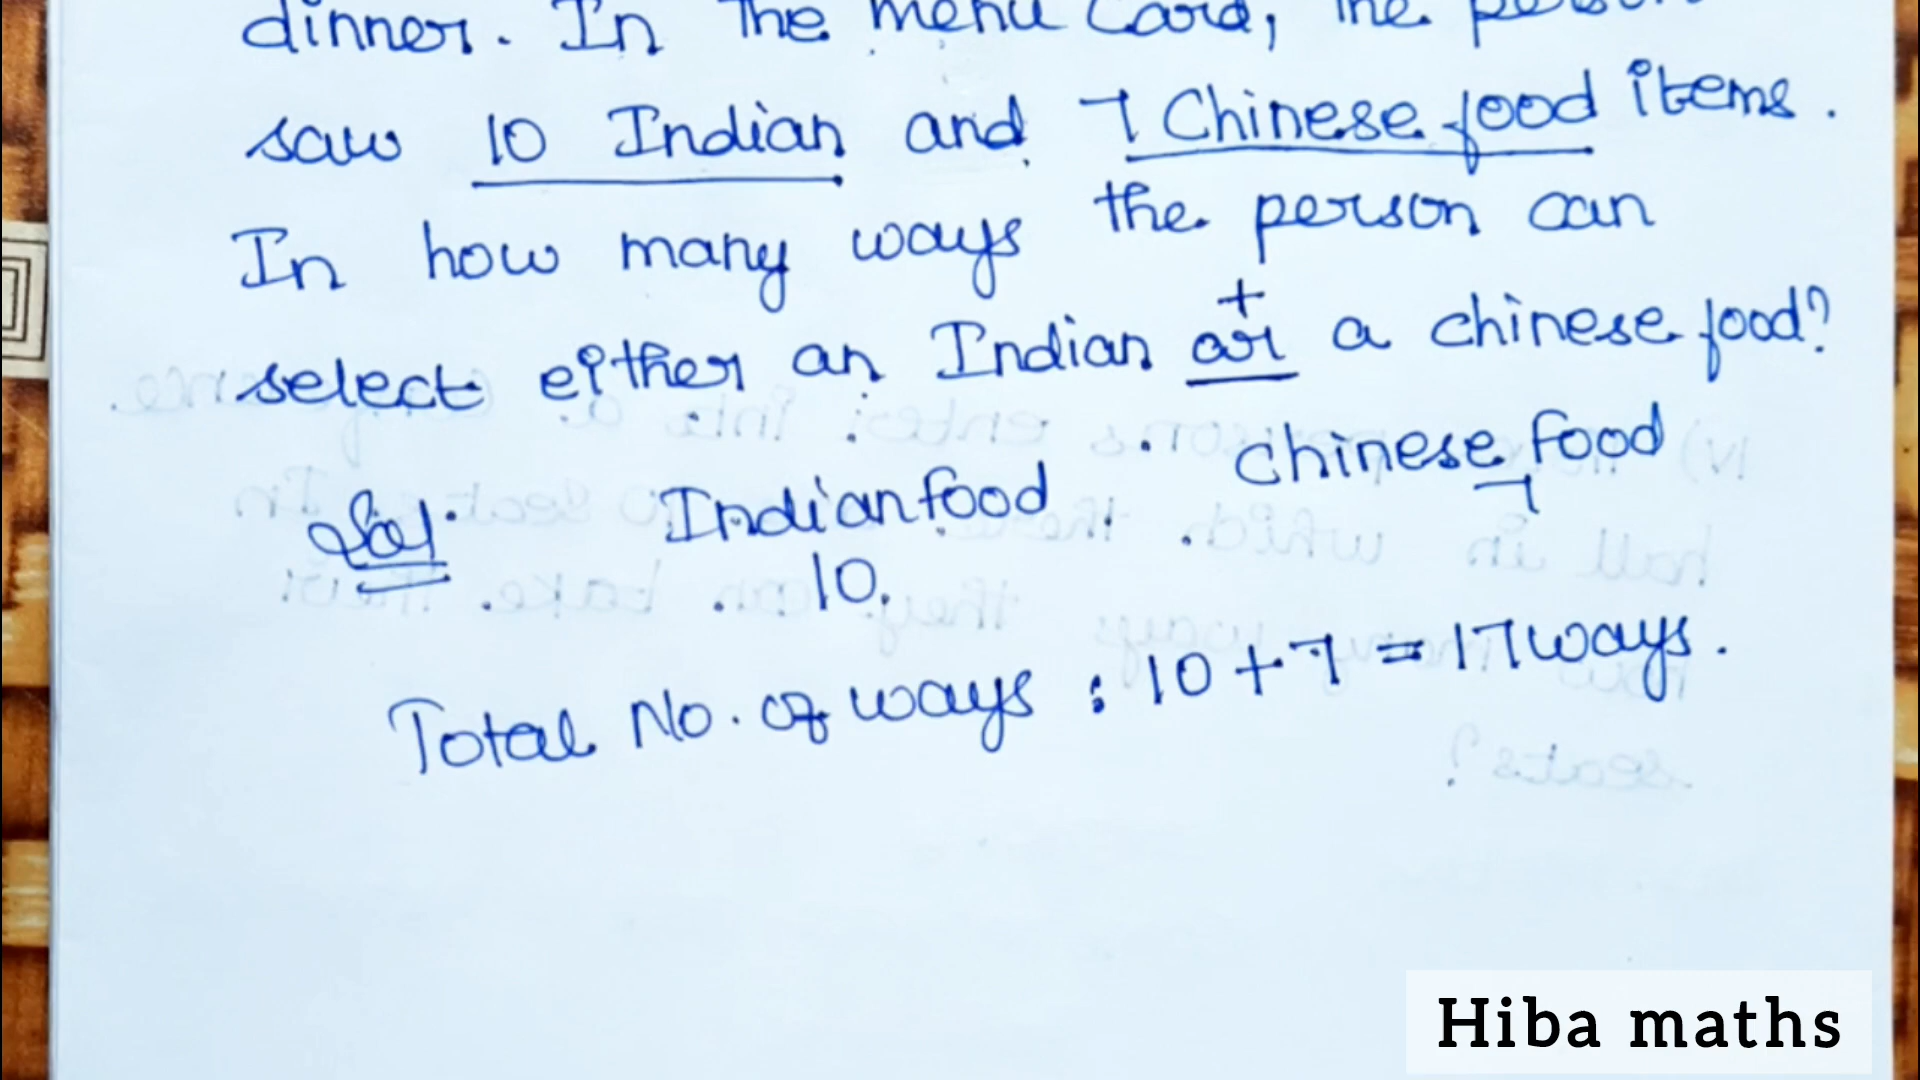 dinner. In the menu card, the person
saw 10 Indian and 7 Chinese food items.
In how many ways the person can
+
select either an Indian or a chinese food?
Sol. Indian food chinese food
10. 7
Total No. of ways : 10 + 7 = 17 ways.
Hiba maths